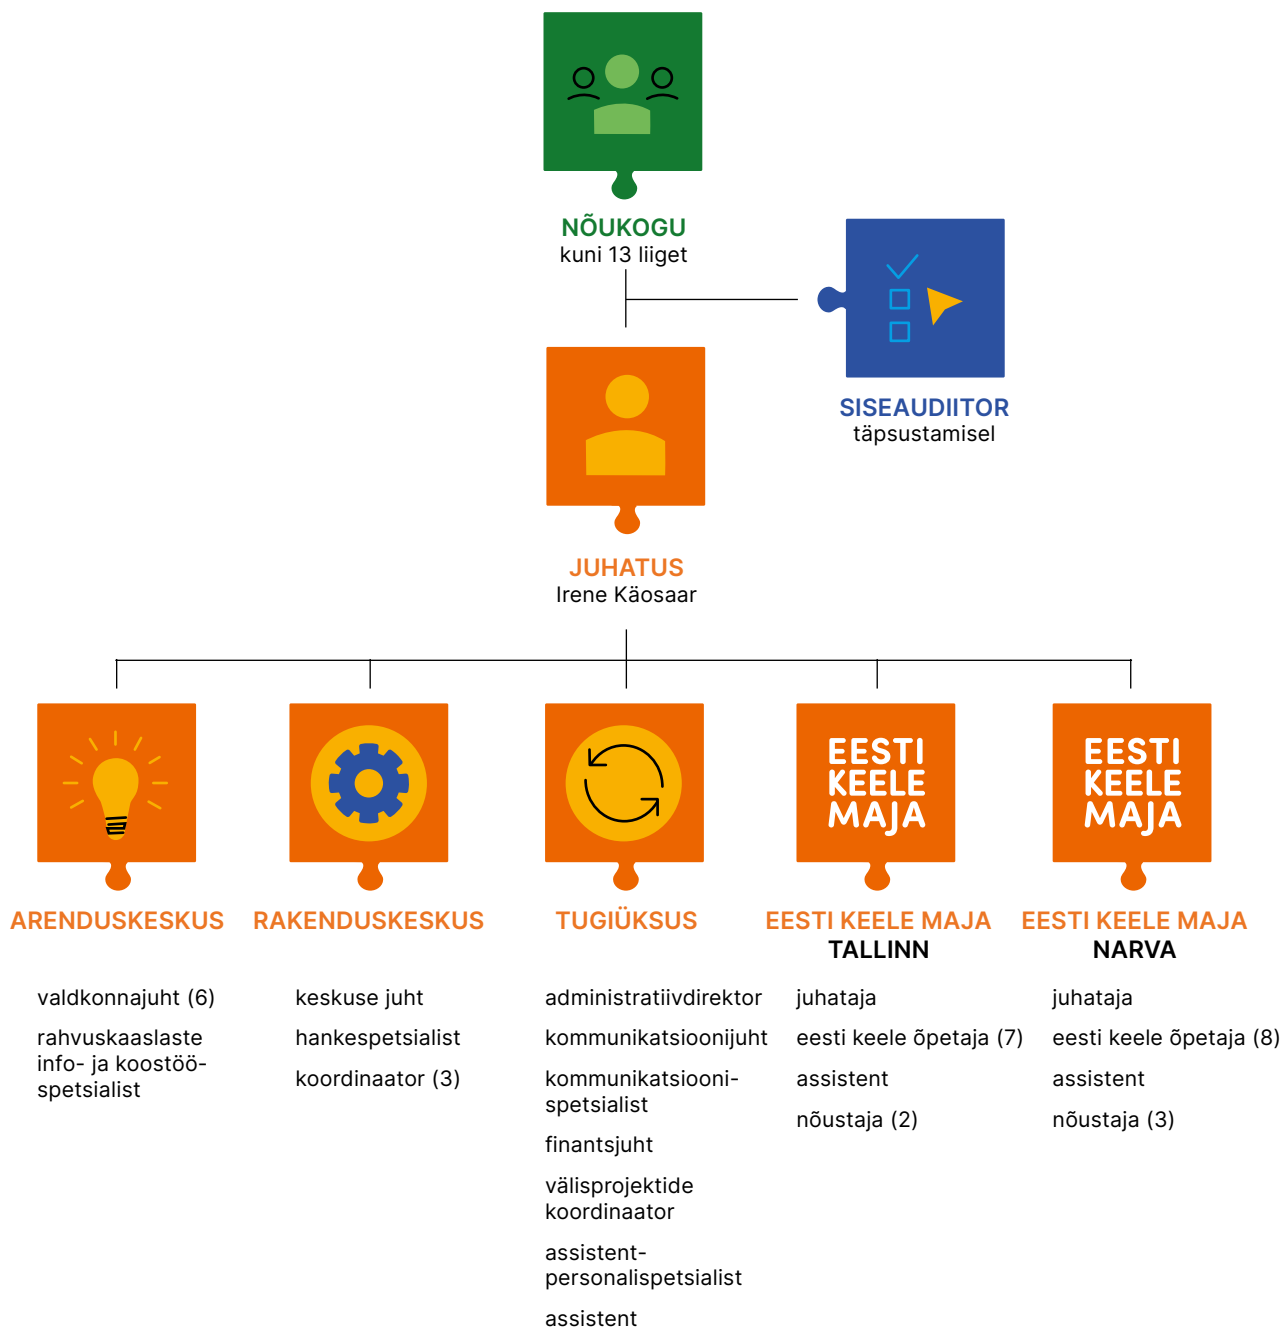 NÕUKOGU
kuni 13 liiget
SISEAUDIITOR
täpsustamisel
JUHATUS
Irene Käosaar
EESTI
KEELE
MAJA
EESTI
KEELE
MAJA
ARENDUSKESKUS
valdkonnajuht (6)
rahvuskaaslaste
info- ja koostöö-
spetsialist
RAKENDUSKESKUS
keskuse juht
hankespetsialist
koordinaator (3)
TUGIÜKSUS
administratiivdirektor
kommunikatsioonijuht
kommunikatsiooni-
spetsialist
finantsjuht
välisprojektide
koordinaator
assistent-
personalispetsialist
assistent
EESTI KEELE MAJA
TALLINN
juhataja
eesti keele õpetaja (7)
assistent
nõustaja (2)
EESTI KEELE MAJA
NARVA
juhataja
eesti keele õpetaja (8)
assistent
nõustaja (3)